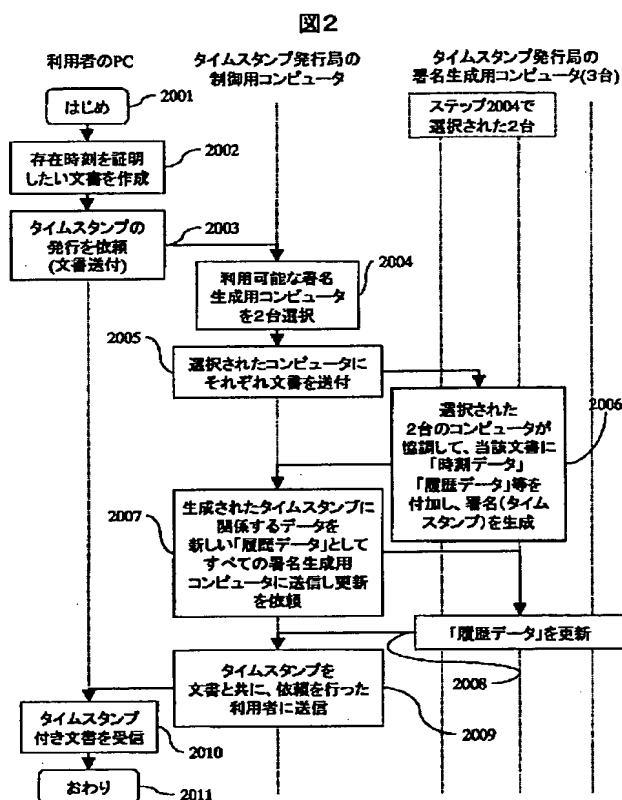 図2
利用者のPC
タイムスタンプ発行局の
制御用コンピュータ
タイムスタンプ発行局の
署名生成用コンピュータ(3台)
はじめ
2001
ステップ2004で
選択された2台
存在時刻を証明
したい文書を作成
2002
タイムスタンプの
発行を依頼
(文書送付)
2003
利用可能な署名
生成用コンピュータ
を2台選択
2004
2005
選択されたコンピュータに
それぞれ文書を送付
選択された
2台のコンピュータが
協調して、当該文書に
「時刻データ」
「履歴データ」等を
付加し、署名(タイム
スタンプ)を生成
2006
2007
生成されたタイムスタンプに
関係するデータを
新しい「履歴データ」として
すべての署名生成用
コンピュータに送信し更新
を依頼
「履歴データ」を更新
2008
タイムスタンプを
文書と共に、依頼を行った
利用者に送信
2009
タイムスタンプ
付き文書を受信
2010
おわり
2011